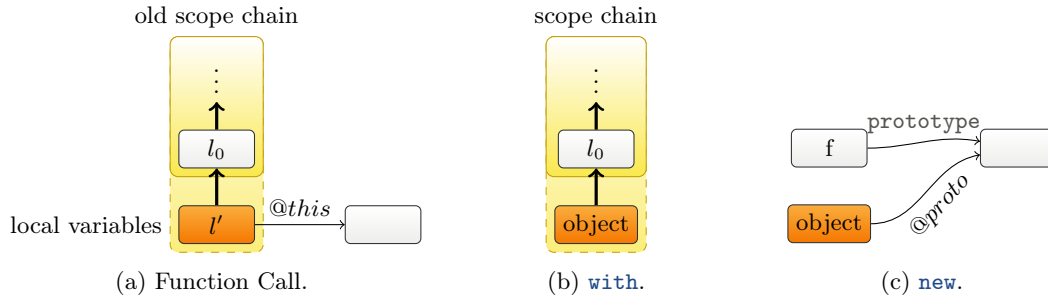 old scope chain
⋮
l₀
@this
local variables
l′
(a) Function Call.
scope chain
⋮
l₀
object
(b) with.
prototype
f
object
@proto
(c) new.